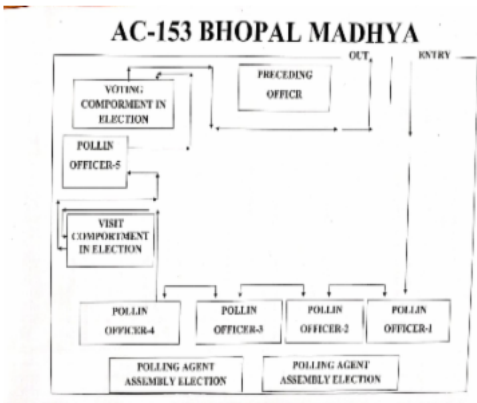 AC-153 BHOPAL MADHYA
OUT
ENTRY
VOTING
COMPORMENT IN
ELECTION
PRECEDING
OFFICR
POLLIN
OFFICER-5
VISIT
COMPORTMENT
IN ELECTION
POLLIN
OFFICER-4
POLLIN
OFFICER-3
POLLIN
OFFICER-2
POLLIN
OFFICER-1
POLLING AGENT
ASSEMBLY ELECTION
POLLING AGENT
ASSEMBLY ELECTION